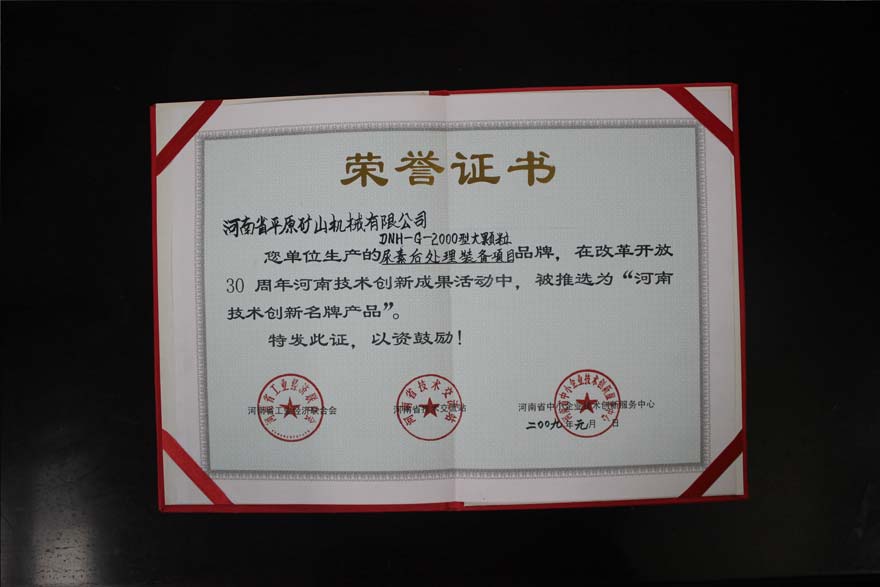 荣誉证书
河南省平原矿山机械有限公司
DNH-G-2000型大颗粒
您单位生产的尿素后处理装备项目品牌，在改革开放
30 周年河南技术创新成果活动中，被推选为“河南
技术创新名牌产品”。
特发此证，以资鼓励！
河南省工业经济联合会
河南省技术交流站
河南省中小企业技术创新服务中心
二00九年元月 日